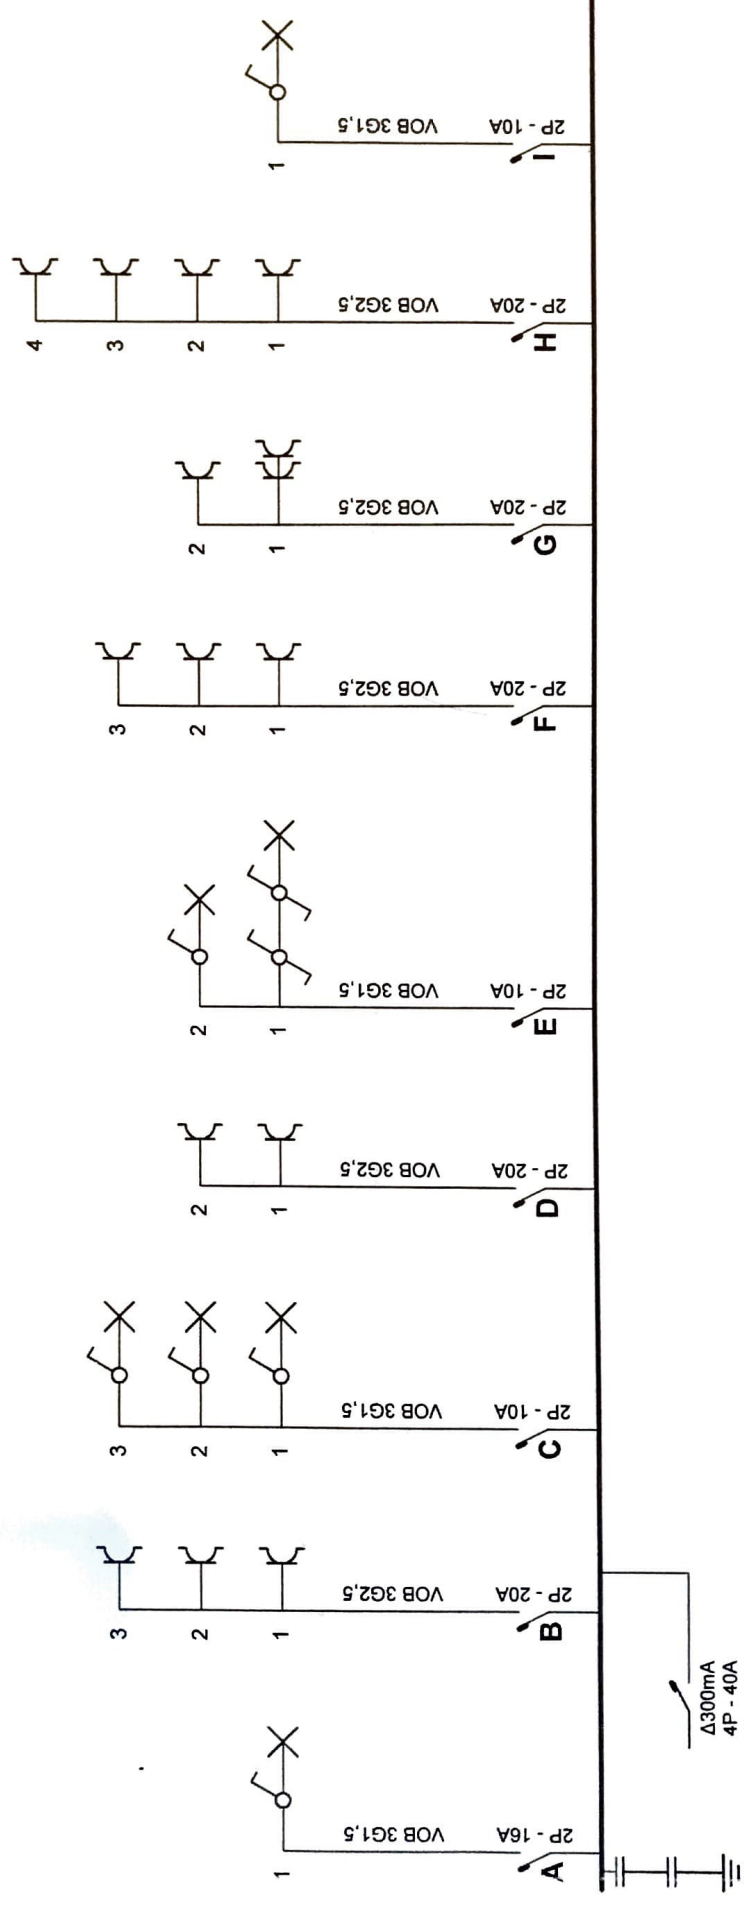 1
VOB 3G1,5
2P - 10A
I
4
3
2
1
VOB 3G2,5
2P - 20A
H
2
1
VOB 3G2,5
2P - 20A
G
3
2
1
VOB 3G2,5
2P - 20A
F
2
1
VOB 3G1,5
2P - 10A
E
2
1
VOB 3G2,5
2P - 20A
D
3
2
1
VOB 3G1,5
2P - 10A
C
3
2
1
VOB 3G2,5
2P - 20A
B
1
VOB 3G1,5
2P - 16A
A
Δ300mA
4P - 40A